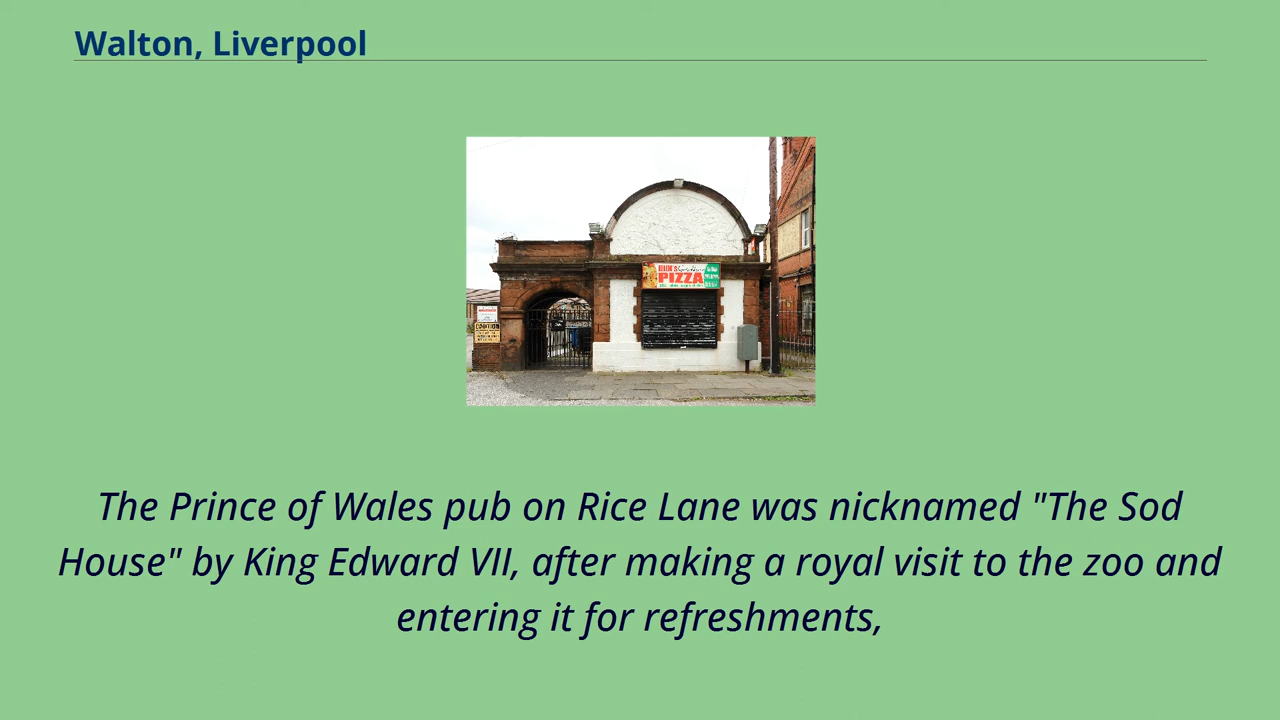 Walton, Liverpool
PIZZA
CAUTION
The Prince of Wales pub on Rice Lane was nicknamed "The Sod
House" by King Edward VII, after making a royal visit to the zoo and
entering it for refreshments,